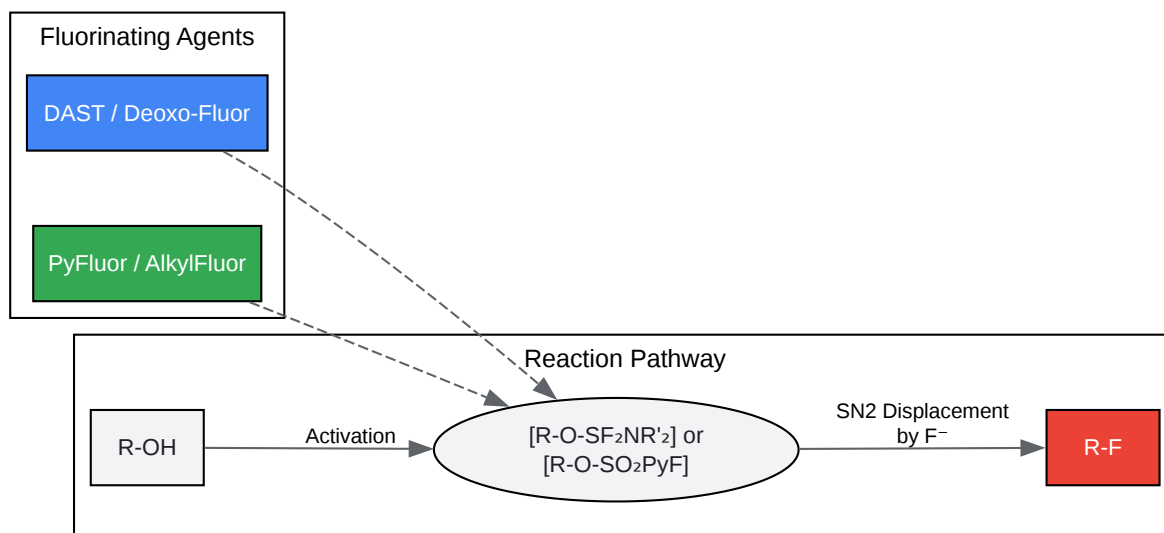 Fluorinating Agents
DAST / Deoxo-Fluor
PyFluor / AlkylFluor
Reaction Pathway
R-OH
Activation
[R-O-SF₂NR'₂] or
[R-O-SO₂PyF]
SN2 Displacement
by F⁻
R-F